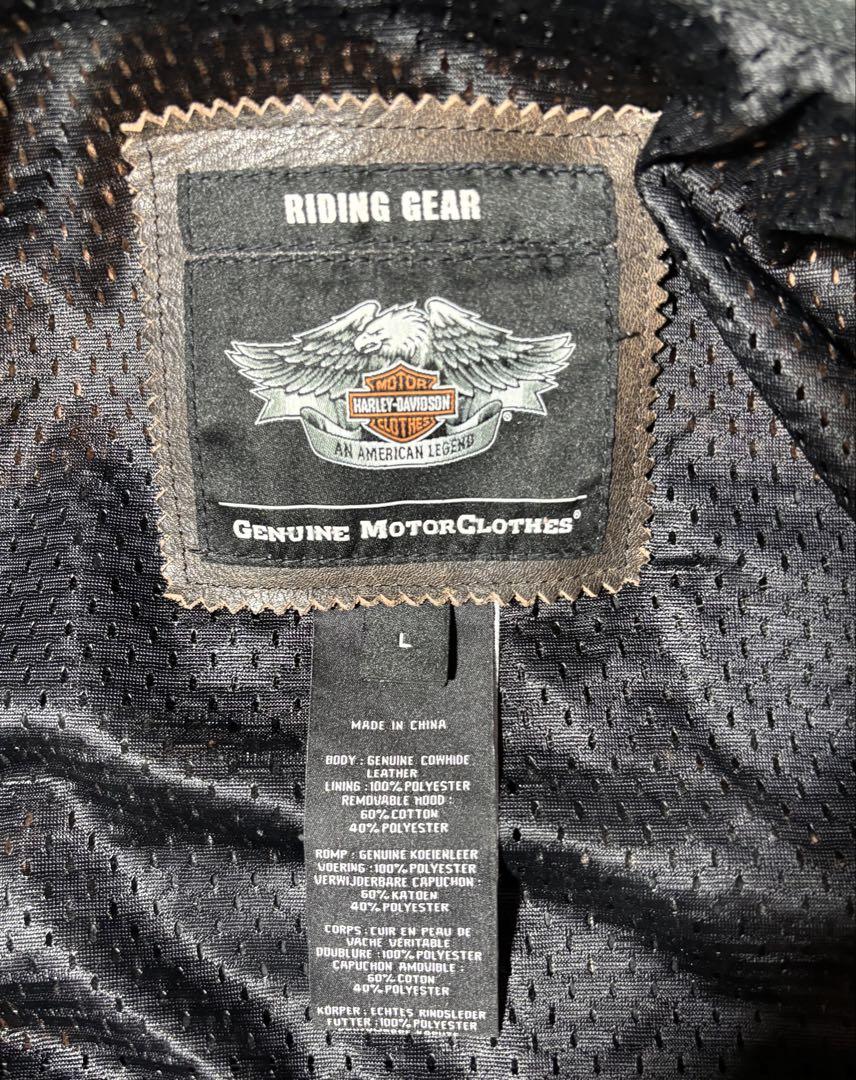 RIDING GEAR
MOTOR
HARLEY-DAVIDSON
CLOTHES
®
AN AMERICAN LEGEND
GENUINE MOTORCLOTHES®
L
MADE IN CHINA
BODY : GENUINE COWHIDE
LEATHER
LINING : 100% POLYESTER
REMOVABLE HOOD :
60% COTTON
40% POLYESTER
ROMP : GENUINE KOEIENLEER
VOERING : 100% POLYESTER
VERWIJDERBARE CAPUCHON :
60% KATOEN
40% POLYESTER
CORPS : CUIR EN PEAU DE
VACHE VÉRITABLE
DOUBLURE : 100% POLYESTER
CAPUCHON AMOVIBLE :
60% COTON
40% POLYESTER
KÖRPER : ECHTES RINDSLEDER
FUTTER : 100% POLYESTER